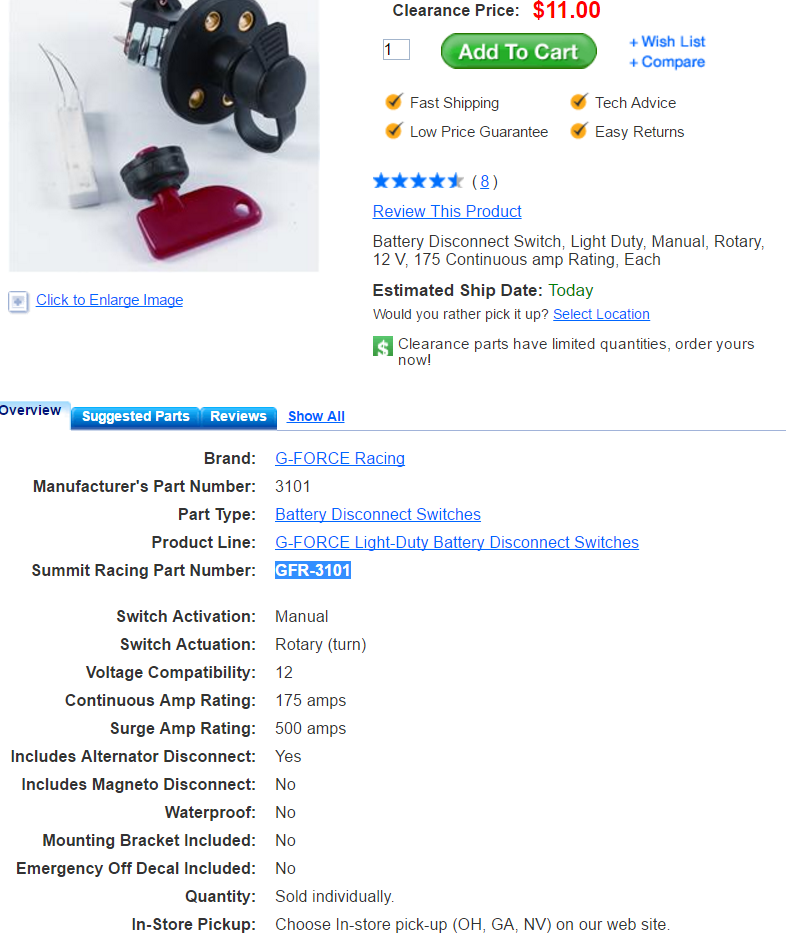 Clearance Price: $11.00
1
Add To Cart
+ Wish List
+ Compare
Fast Shipping
Tech Advice
Low Price Guarantee
Easy Returns
( 8 )
Review This Product
Battery Disconnect Switch, Light Duty, Manual, Rotary,
12 V, 175 Continuous amp Rating, Each
Estimated Ship Date: Today
Would you rather pick it up? Select Location
$ Clearance parts have limited quantities, order yours
now!
Click to Enlarge Image
Overview Suggested Parts Reviews Show All
Brand: G-FORCE Racing
Manufacturer's Part Number: 3101
Part Type: Battery Disconnect Switches
Product Line: G-FORCE Light-Duty Battery Disconnect Switches
Summit Racing Part Number: GFR-3101
Switch Activation: Manual
Switch Actuation: Rotary (turn)
Voltage Compatibility: 12
Continuous Amp Rating: 175 amps
Surge Amp Rating: 500 amps
Includes Alternator Disconnect: Yes
Includes Magneto Disconnect: No
Waterproof: No
Mounting Bracket Included: No
Emergency Off Decal Included: No
Quantity: Sold individually.
In-Store Pickup: Choose In-store pick-up (OH, GA, NV) on our web site.